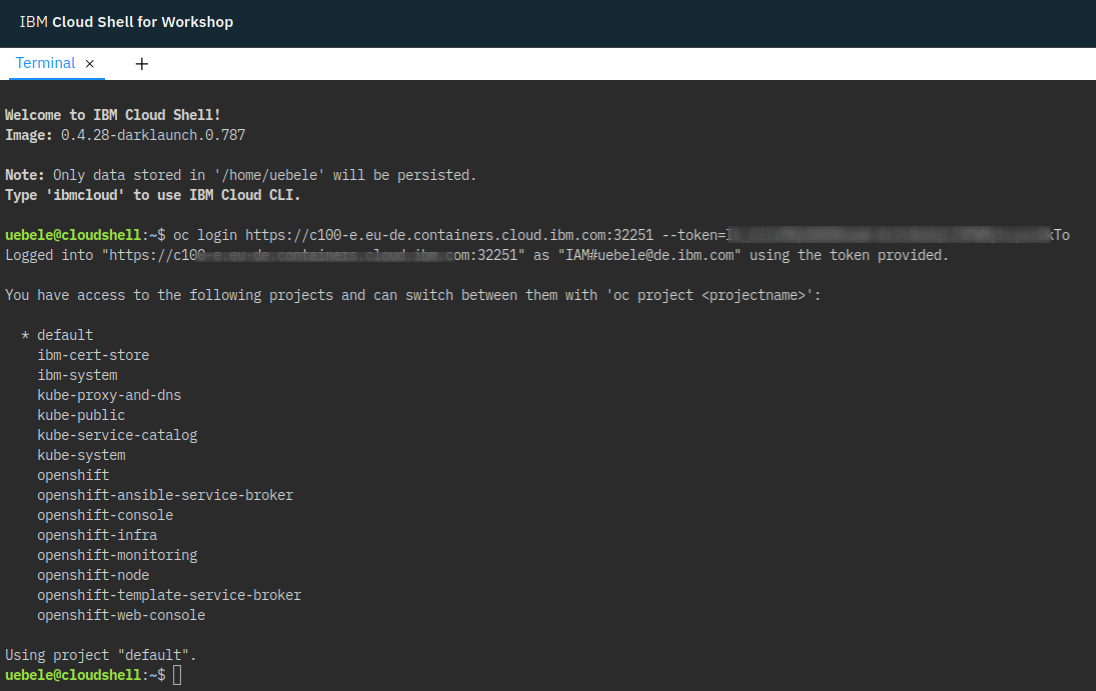 IBM Cloud Shell for Workshop
Terminal × +
Welcome to IBM Cloud Shell!
Image: 0.4.28-darklaunch.0.787
Note: Only data stored in '/home/uebele' will be persisted.
Type 'ibmcloud' to use IBM Cloud CLI.
uebele@cloudshell:~$ oc login https://c100-e.eu-de.containers.cloud.ibm.com:32251 --token=
Logged into "https://c100-e.eu-de.containers.cloud.ibm.com:32251" as "IAM#uebele@de.ibm.com" using the token provided.
You have access to the following projects and can switch between them with 'oc project <projectname>':
* default
ibm-cert-store
ibm-system
kube-proxy-and-dns
kube-public
kube-service-catalog
kube-system
openshift
openshift-ansible-service-broker
openshift-console
openshift-infra
openshift-monitoring
openshift-node
openshift-template-service-broker
openshift-web-console
Using project "default".
uebele@cloudshell:~$